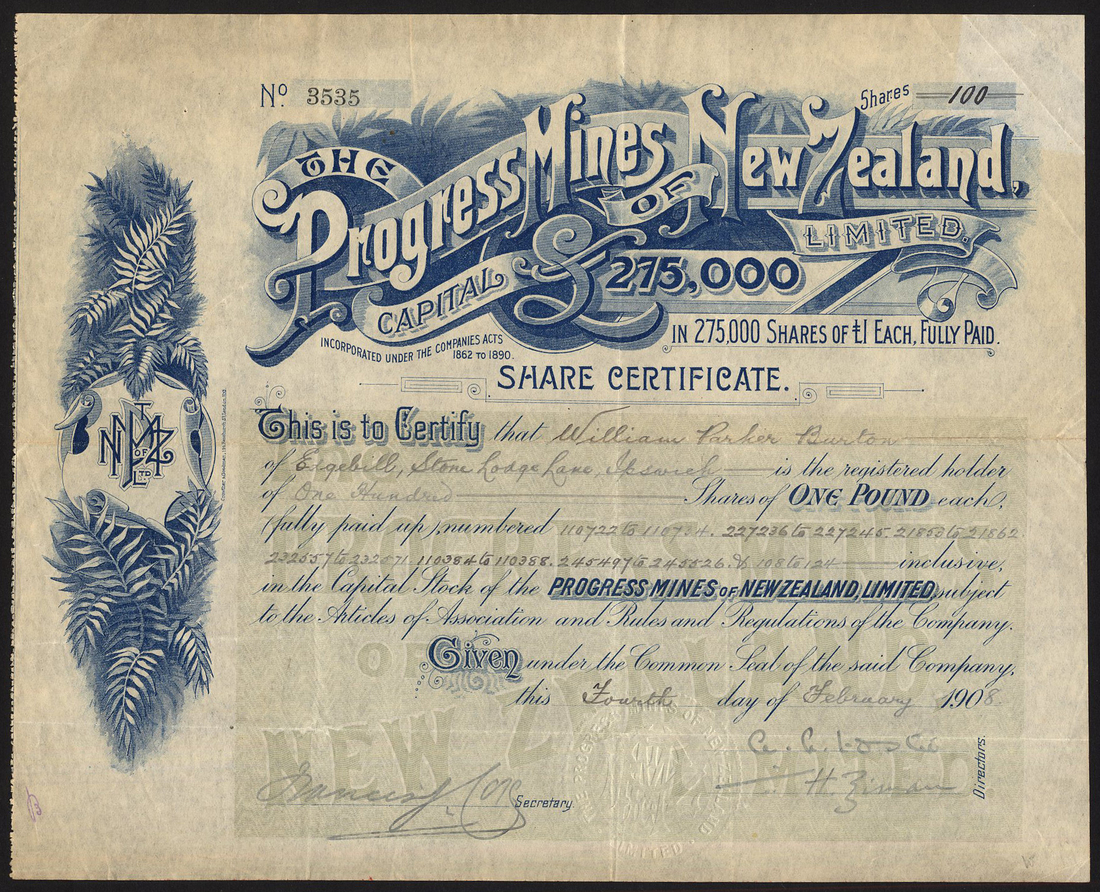 No. 3535
Shares 100
THE
Progress Mines OF New Zealand,
LIMITED.
CAPITAL £275,000
IN 275,000 SHARES OF £1 EACH, FULLY PAID.
INCORPORATED UNDER THE COMPANIES ACTS
1862 TO 1890.
SHARE CERTIFICATE.
This is to Certify that William Parker Burton
of Edgehill, Stone Lodge Lane, Ipswich is the registered holder
of One Hundred Shares of ONE POUND each,
(fully paid up), numbered 110722 to 110734. 227236 to 227245. 21853 to 21862
232557 to 232571. 110384 to 110388. 245497 to 245526. & 108 to 124 inclusive,
in the Capital Stock of the PROGRESS MINES OF NEW ZEALAND, LIMITED, subject
to the Articles of Association and Rules and Regulations of the Company.
Given under the Common Seal of the said Company,
this Fourth day of February 1908
H. Ziman
Directors.
Secretary.
PM OF NZ LTD